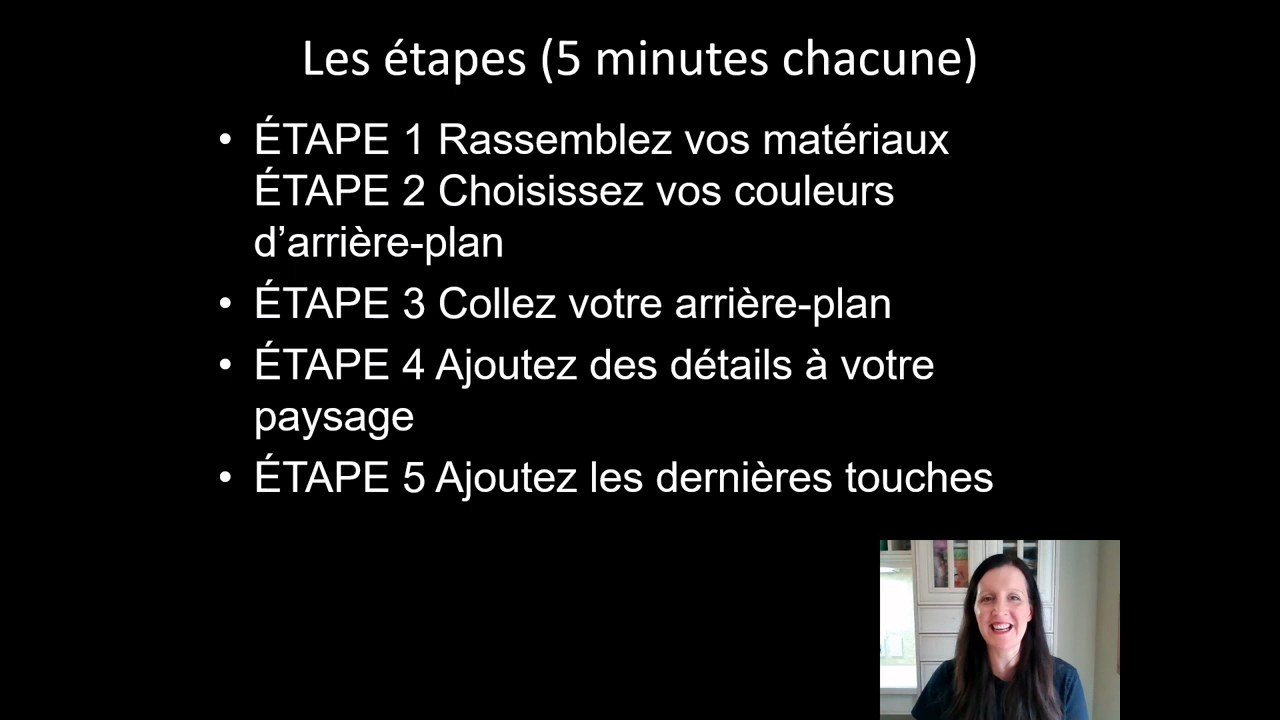 Les étapes (5 minutes chacune)
• ÉTAPE 1 Rassemblez vos matériaux
ÉTAPE 2 Choisissez vos couleurs
d’arrière-plan
• ÉTAPE 3 Collez votre arrière-plan
• ÉTAPE 4 Ajoutez des détails à votre
paysage
• ÉTAPE 5 Ajoutez les dernières touches